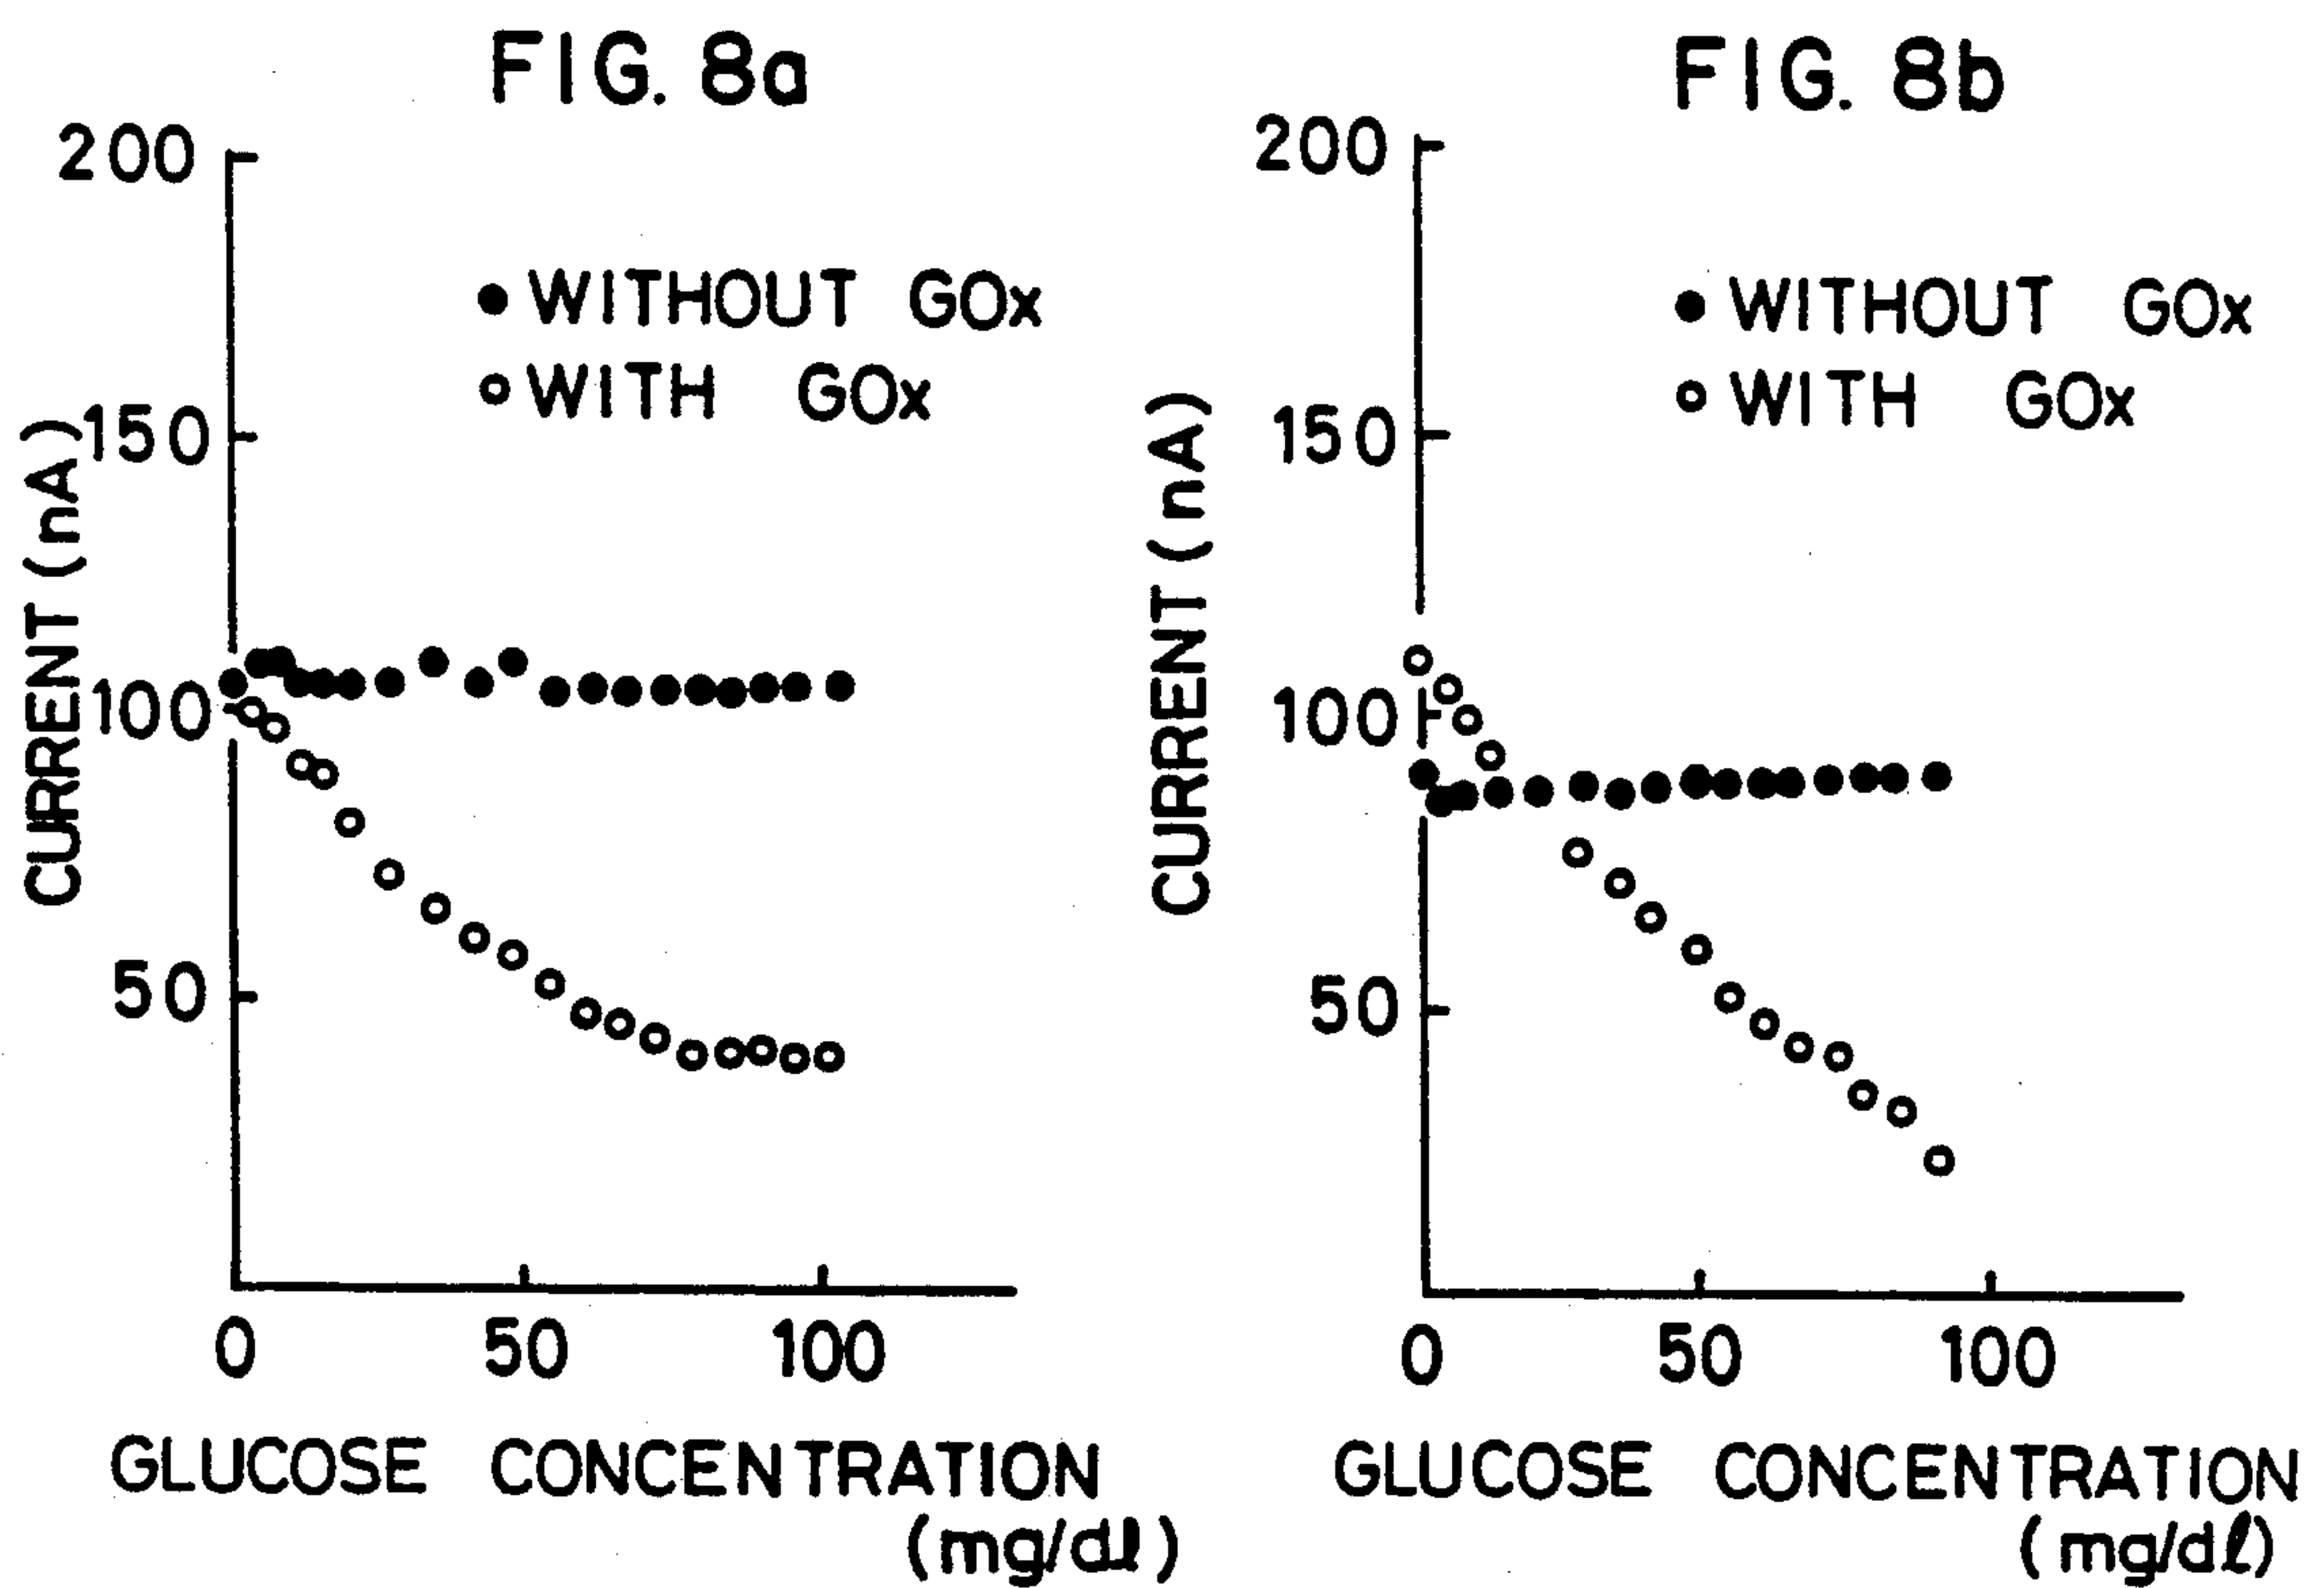 FIG. 8a
200
150
100
50
0 50 100
CURRENT (nA)
● WITHOUT GOx
○ WITH GOx
GLUCOSE CONCENTRATION
(mg/dl)
FIG. 8b
200
150
100
50
0 50 100
CURRENT (nA)
● WITHOUT GOx
○ WITH GOx
GLUCOSE CONCENTRATION
(mg/dl)